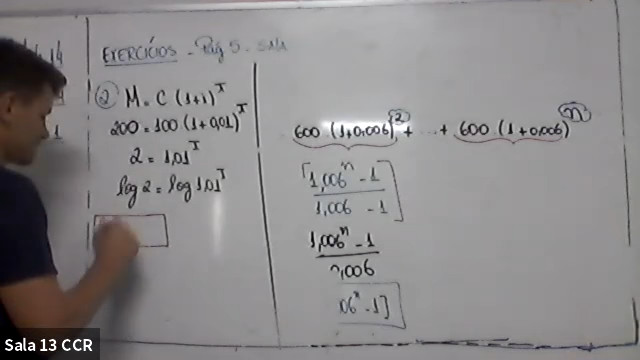 EXERCÍCIOS - Pág 5.
2 M = C (1+i)^T
200 = 100 (1+0,01)^T
2 = 1,01^T
log 2 = log 1,01^T
600 . (1+0,006)^2 + ... + 600 . (1+0,006)^n
[1,006^n - 1
1,006 - 1]
1,006^n - 1
0,006
06^n - 1]
Sala 13 CCR